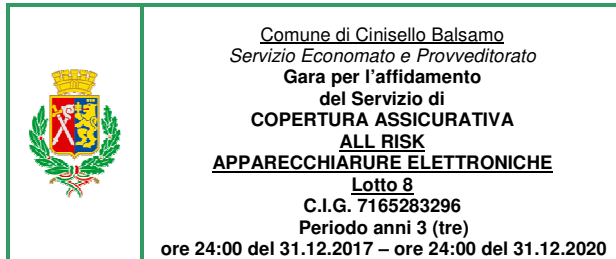 Comune di Cinisello Balsamo
Servizio Economato e Provveditorato
Gara per l'affidamento
del Servizio di
COPERTURA ASSICURATIVA
ALL RISK
APPARECCHIARURE ELETTRONICHE
Lotto 8
C.I.G. 7165283296
Periodo anni 3 (tre)
ore 24:00 del 31.12.2017 – ore 24:00 del 31.12.2020